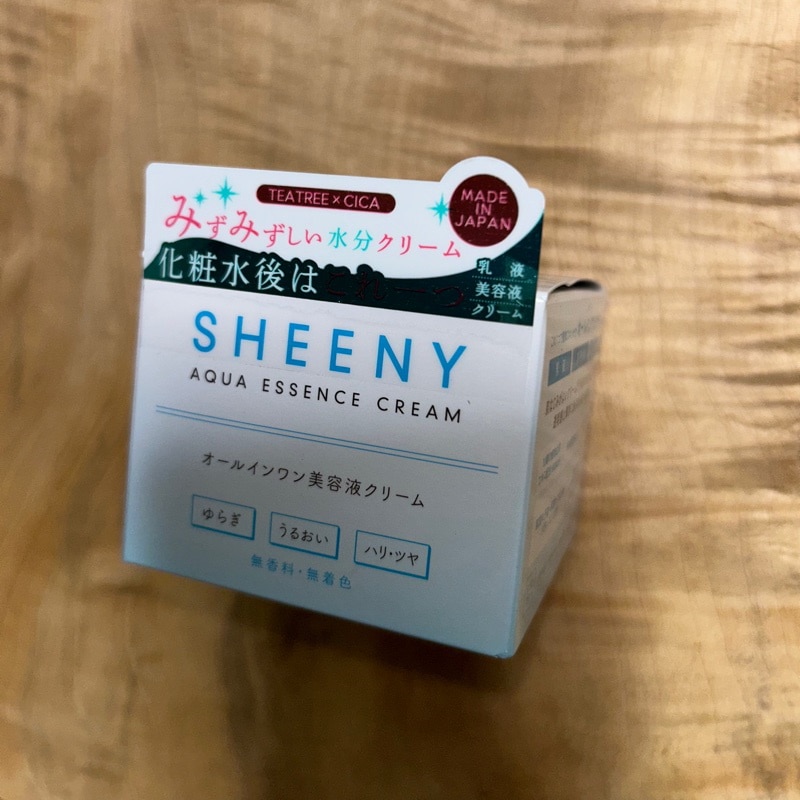 TEATREE×CICA
MADE
IN
JAPAN
みずみずしい水分クリーム
化粧水後はこれ一つ
乳液
美容液
クリーム
SHEENY
AQUA ESSENCE CREAM
オールインワン美容液クリーム
ゆらぎ
うるおい
ハリ・ツヤ
無香料・無着色